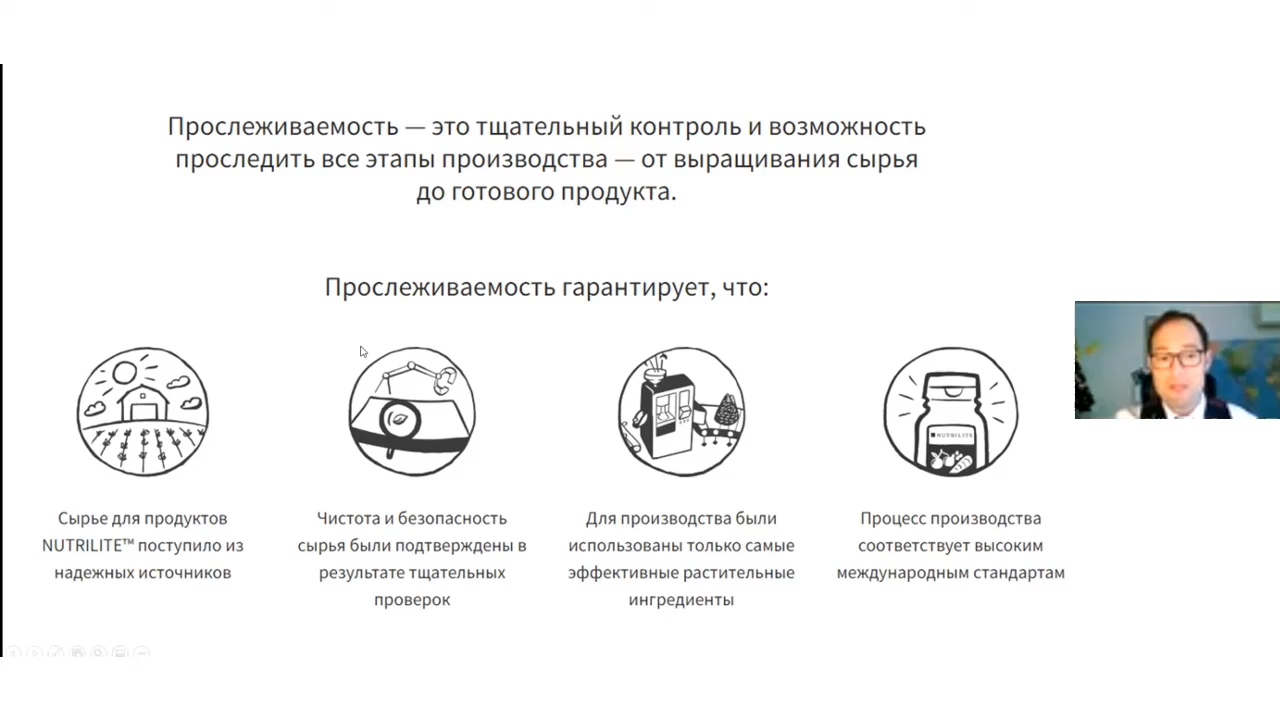 Прослеживаемость — это тщательный контроль и возможность
проследить все этапы производства — от выращивания сырья
до готового продукта.
Прослеживаемость гарантирует, что:
NUTRILITE
Сырье для продуктов
NUTRILITE™ поступило из
надежных источников
Чистота и безопасность
сырья были подтверждены в
результате тщательных
проверок
Для производства были
использованы только самые
эффективные растительные
ингредиенты
Процесс производства
соответствует высоким
международным стандартам